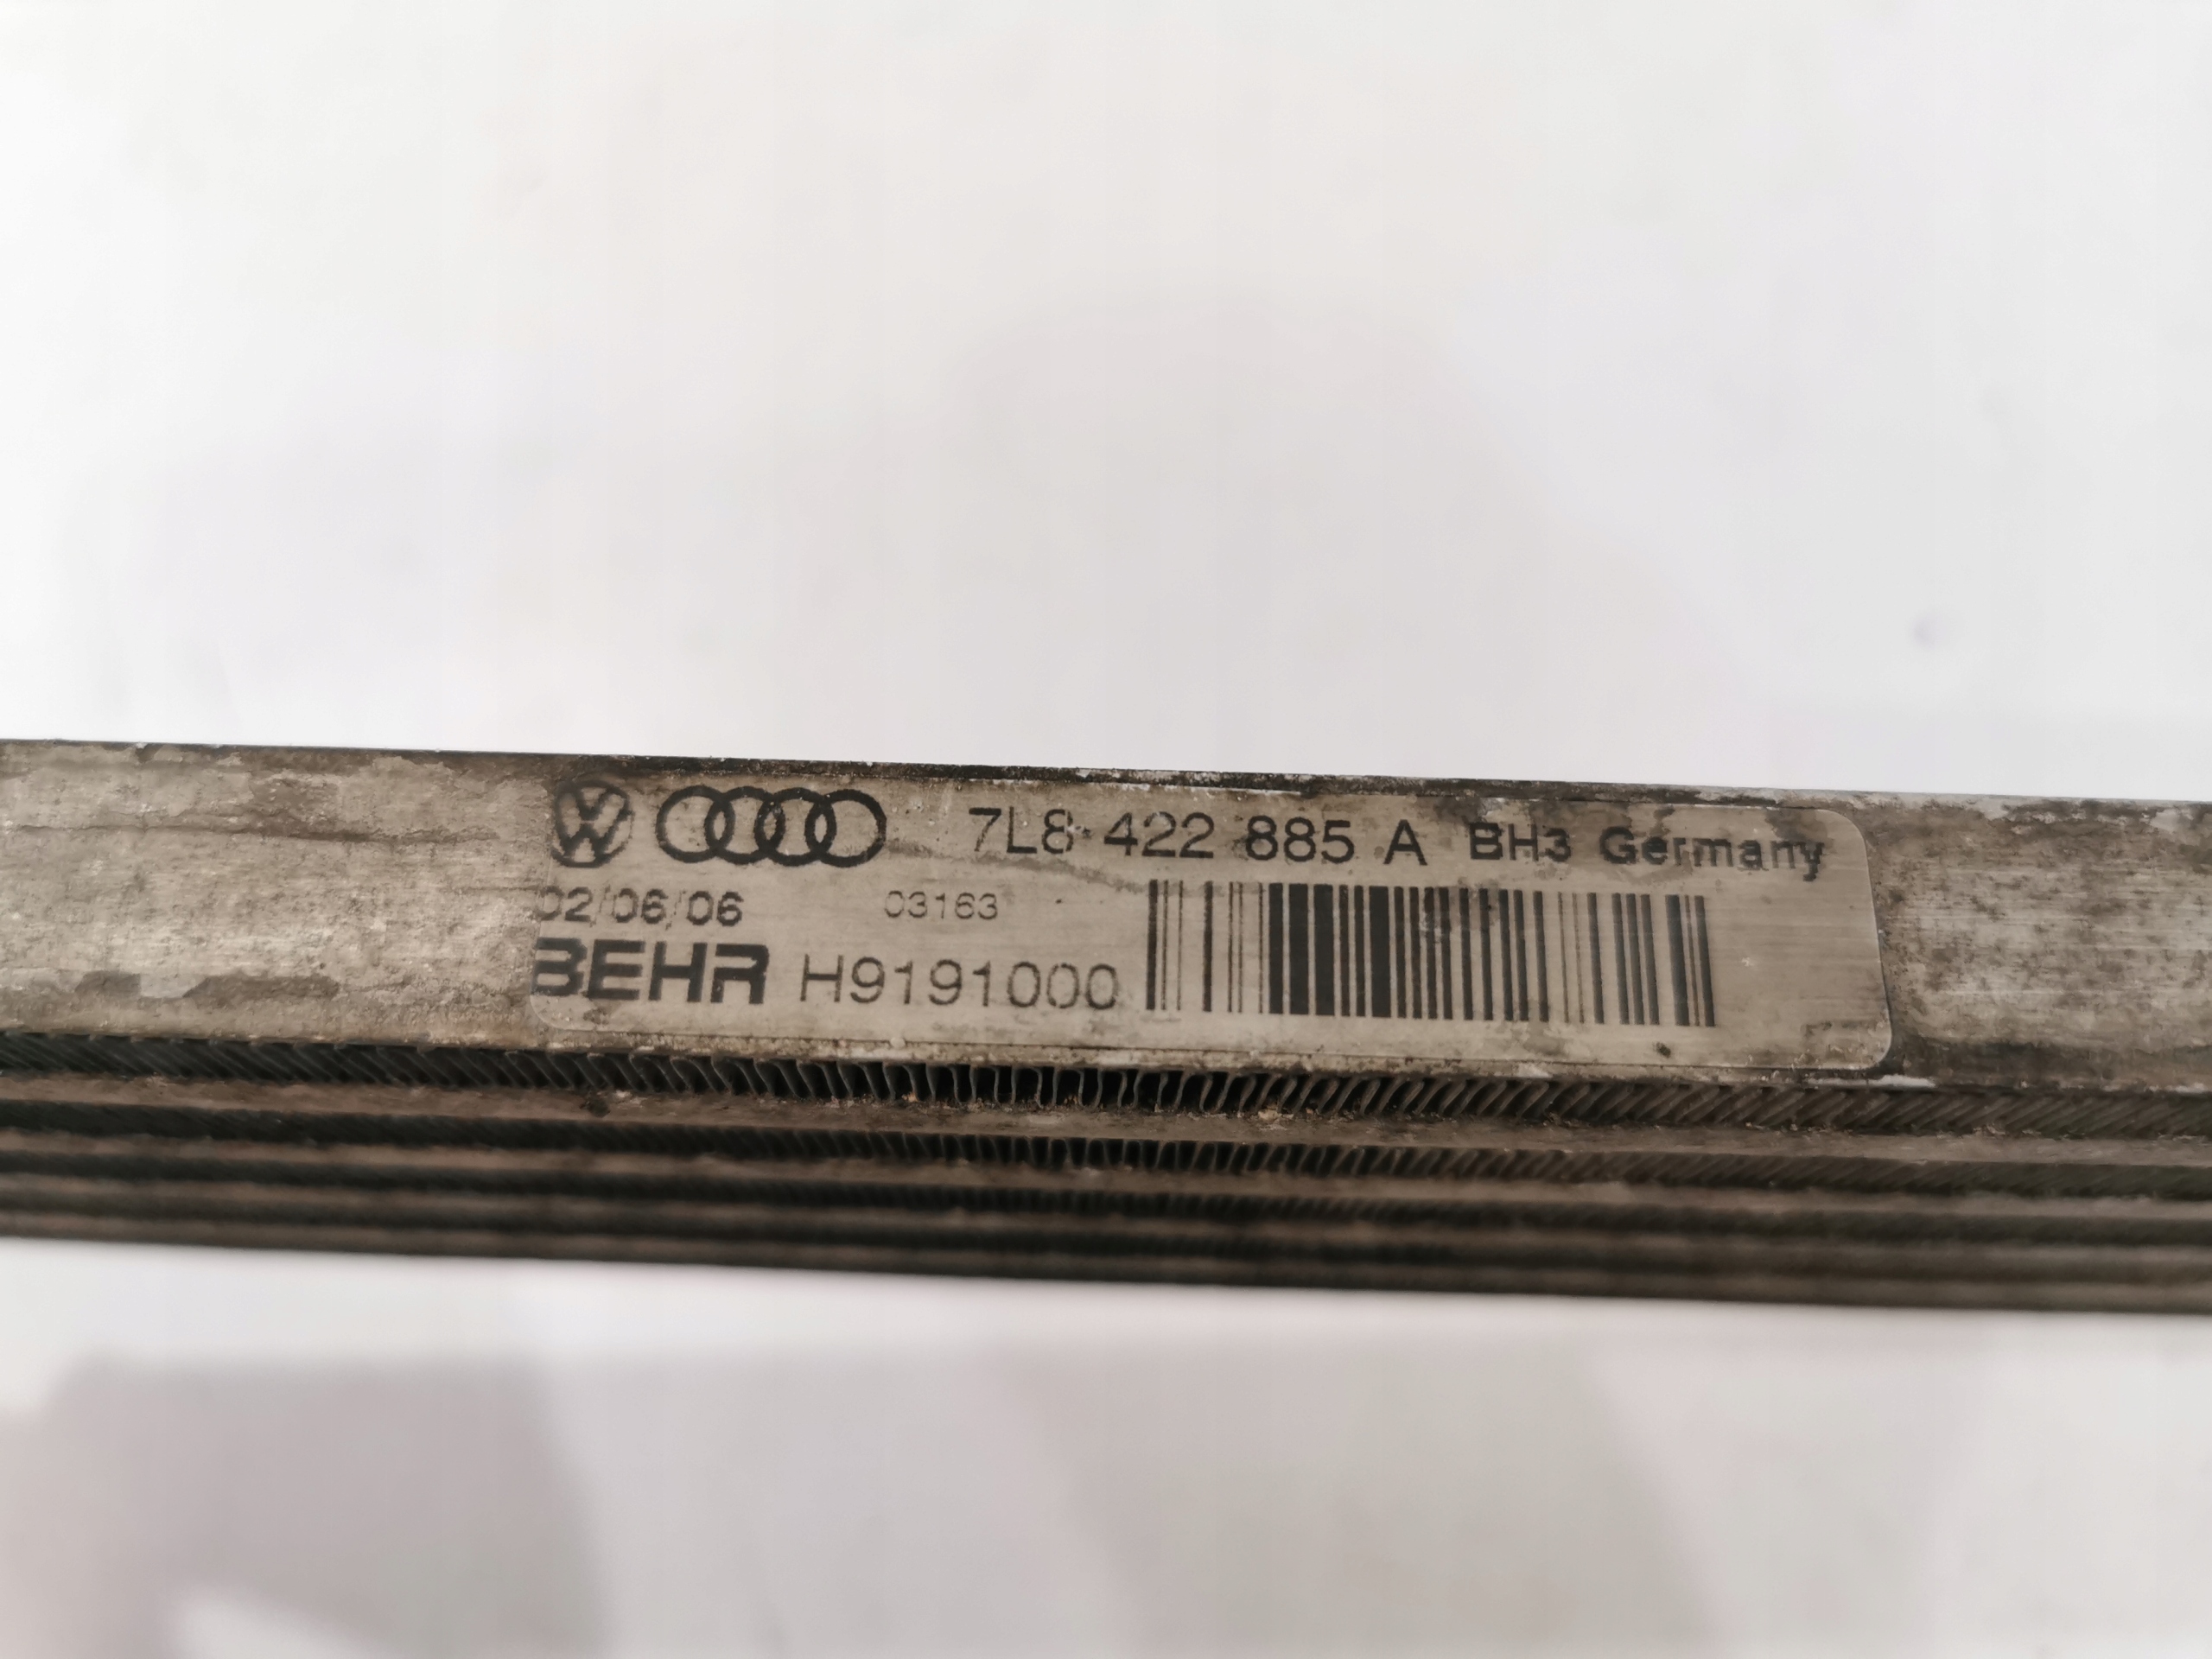 7L8 422 885 A BH3 Germany
02/06/06 03163
BEHR H9191000